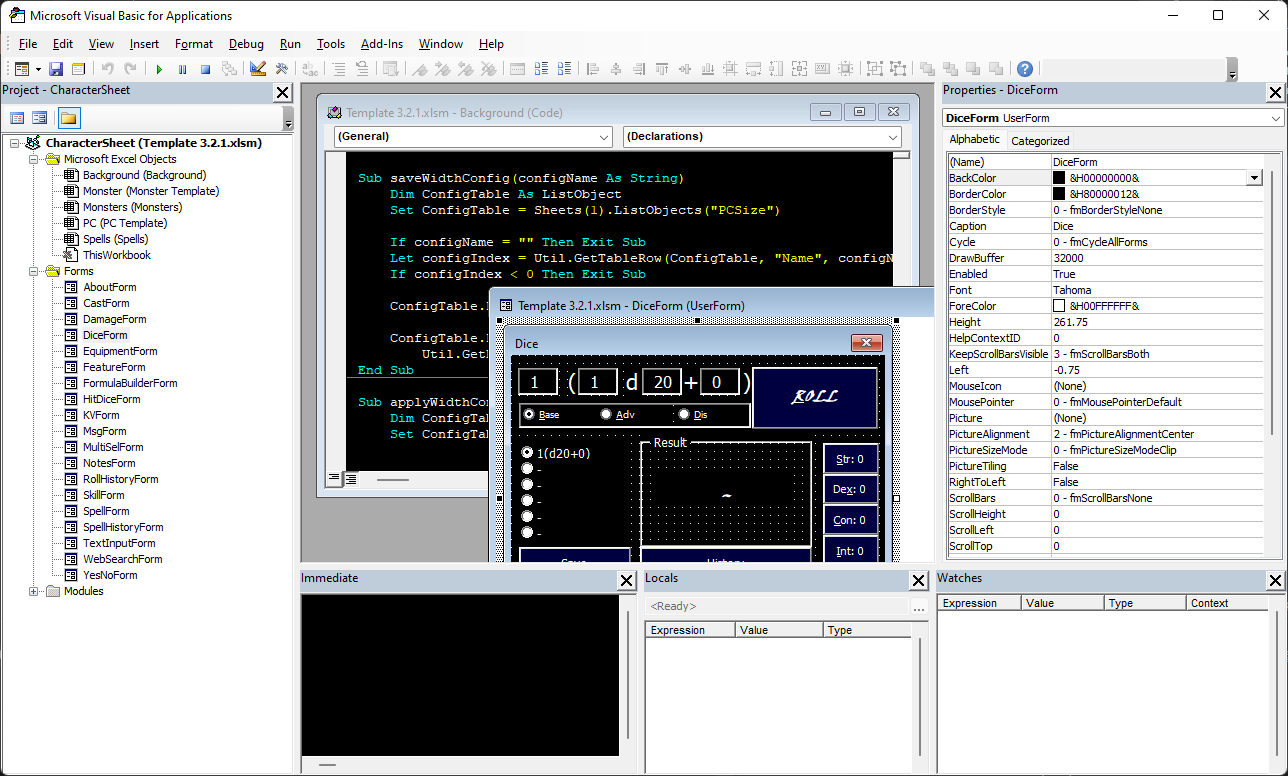 Microsoft Visual Basic for Applications
File Edit View Insert Format Debug Run Tools Add-Ins Window Help
Project - CharacterSheet
CharacterSheet (Template 3.2.1.xlsm)
Microsoft Excel Objects
Background (Background)
Monster (Monster Template)
Monsters (Monsters)
PC (PC Template)
Spells (Spells)
ThisWorkbook
Forms
AboutForm
CastForm
DamageForm
DiceForm
EquipmentForm
FeatureForm
FormulaBuilderForm
HitDiceForm
KVForm
MsgForm
MultiSelForm
NotesForm
RollHistoryForm
SkillForm
SpellForm
SpellHistoryForm
TextInputForm
WebSearchForm
YesNoForm
Modules
Template 3.2.1.xlsm - Background (Code)
(General) (Declarations)
Sub saveWidthConfig(configName As String)
Dim ConfigTable As ListObject
Set ConfigTable = Sheets(1).ListObjects("PCSize")
If configName = "" Then Exit Sub
Let configIndex = Util.GetTableRow(ConfigTable, "Name", configN
If configIndex < 0 Then Exit Sub
ConfigTable.
ConfigTable.
Util.Get
End Sub
Sub applyWidthCon
Dim ConfigTab
Set ConfigTab
Template 3.2.1.xlsm - DiceForm (UserForm)
Dice
1 ( 1 d 20 + 0 ) ROLL
Base Adv Dis
1(d20+0)
-
-
-
-
-
Result
~
Str: 0
Dex: 0
Con: 0
Int: 0
Save History
Properties - DiceForm
DiceForm UserForm
Alphabetic Categorized
(Name) DiceForm
BackColor &H00000000&
BorderColor &H80000012&
BorderStyle 0 - fmBorderStyleNone
Caption Dice
Cycle 0 - fmCycleAllForms
DrawBuffer 32000
Enabled True
Font Tahoma
ForeColor &H00FFFFFF&
Height 261.75
HelpContextID 0
KeepScrollBarsVisible 3 - fmScrollBarsBoth
Left -0.75
MouseIcon (None)
MousePointer 0 - fmMousePointerDefault
Picture (None)
PictureAlignment 2 - fmPictureAlignmentCenter
PictureSizeMode 0 - fmPictureSizeModeClip
PictureTiling False
RightToLeft False
ScrollBars 0 - fmScrollBarsNone
ScrollHeight 0
ScrollLeft 0
ScrollTop 0
Immediate
Locals
<Ready>
...
Expression Value Type
Watches
Expression Value Type Context